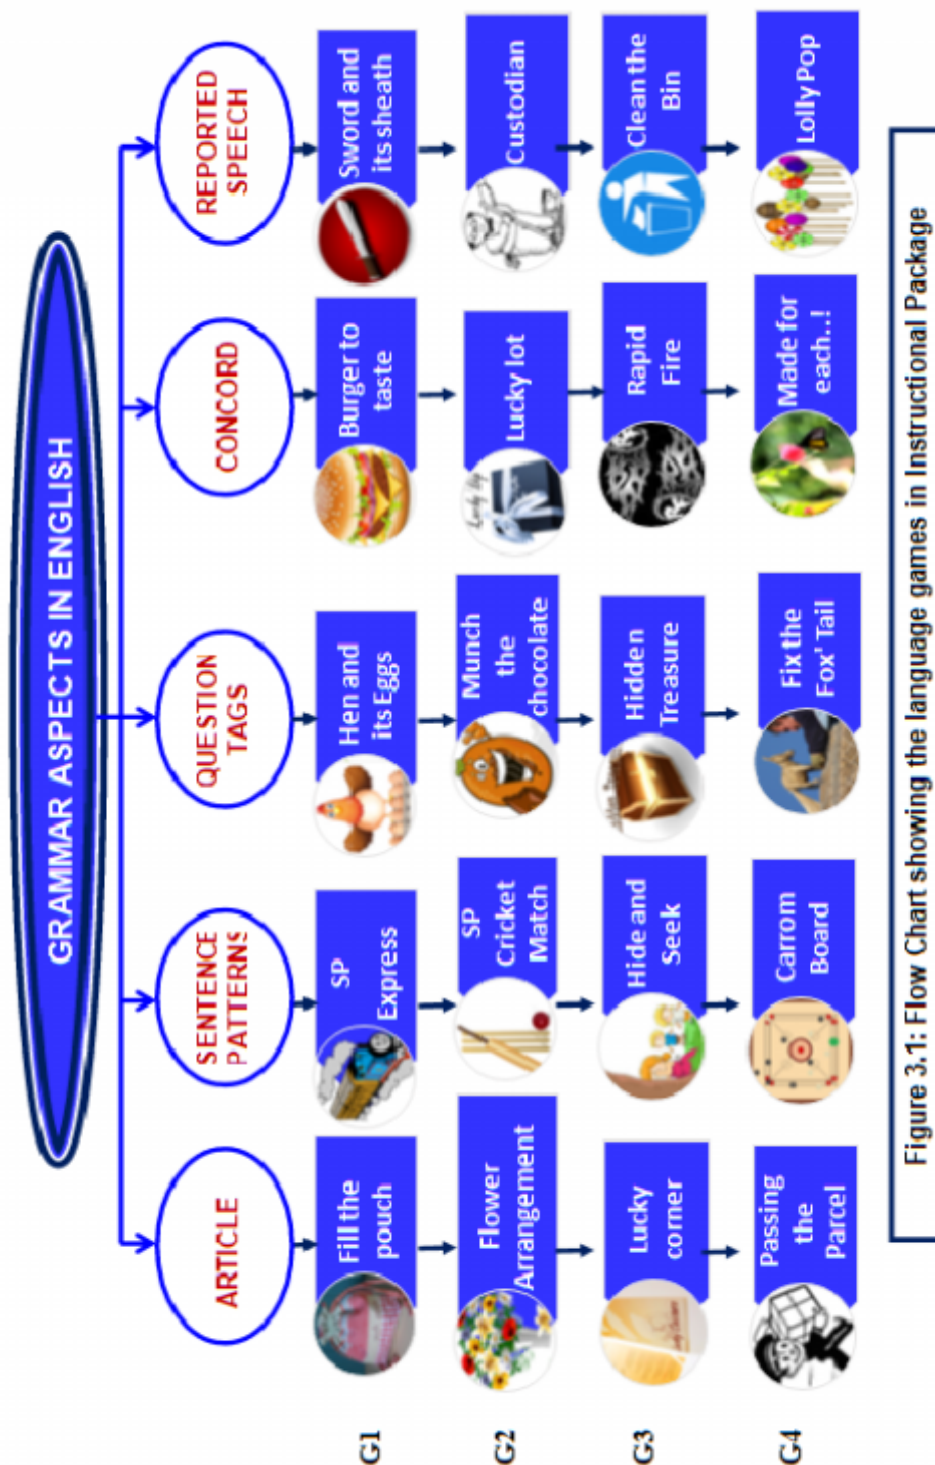 GRAMMAR ASPECTS IN ENGLISH
ARTICLE
SENTENCE
PATTERNS
QUESTION
TAGS
CONCORD
REPORTED
SPEECH
G1
Fill the
pouch
SP
Express
Hen and
its Eggs
Burger to
taste
Sword and
its sheath
G2
Flower
Arrangement
SP
Cricket
Match
Munch
the
chocolate
Lucky lot
Custodian
G3
Lucky
corner
Hide and
Seek
Hidden
Treasure
Rapid
Fire
Clean the
Bin
G4
Passing
the
Parcel
Carrom
Board
Fix the
Fox' Tail
Made for
each..!
Lolly Pop
Figure 3.1: Flow Chart showing the language games in Instructional Package